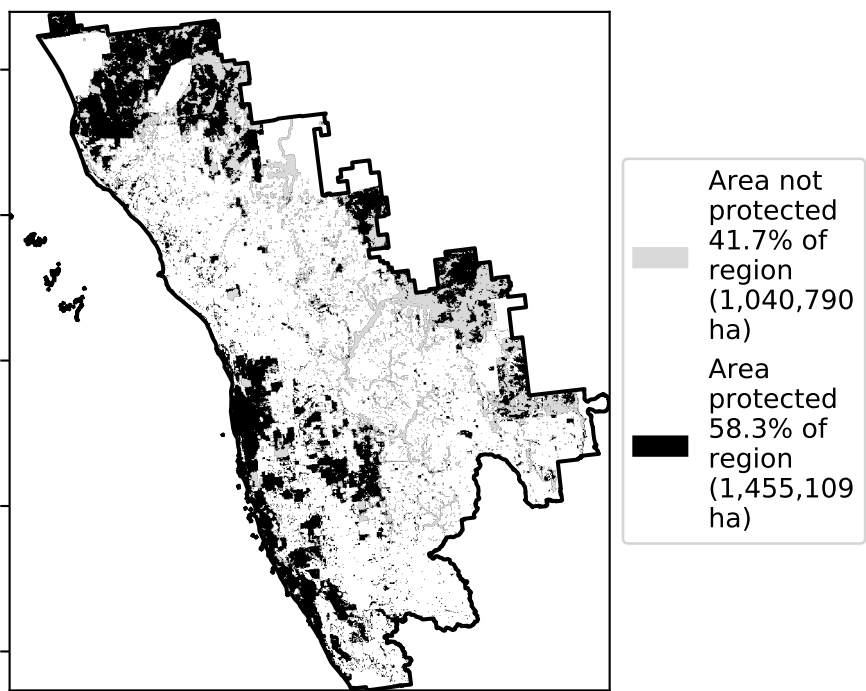 Area not
protected
41.7% of
region
(1,040,790
ha)
Area
protected
58.3% of
region
(1,455,109
ha)